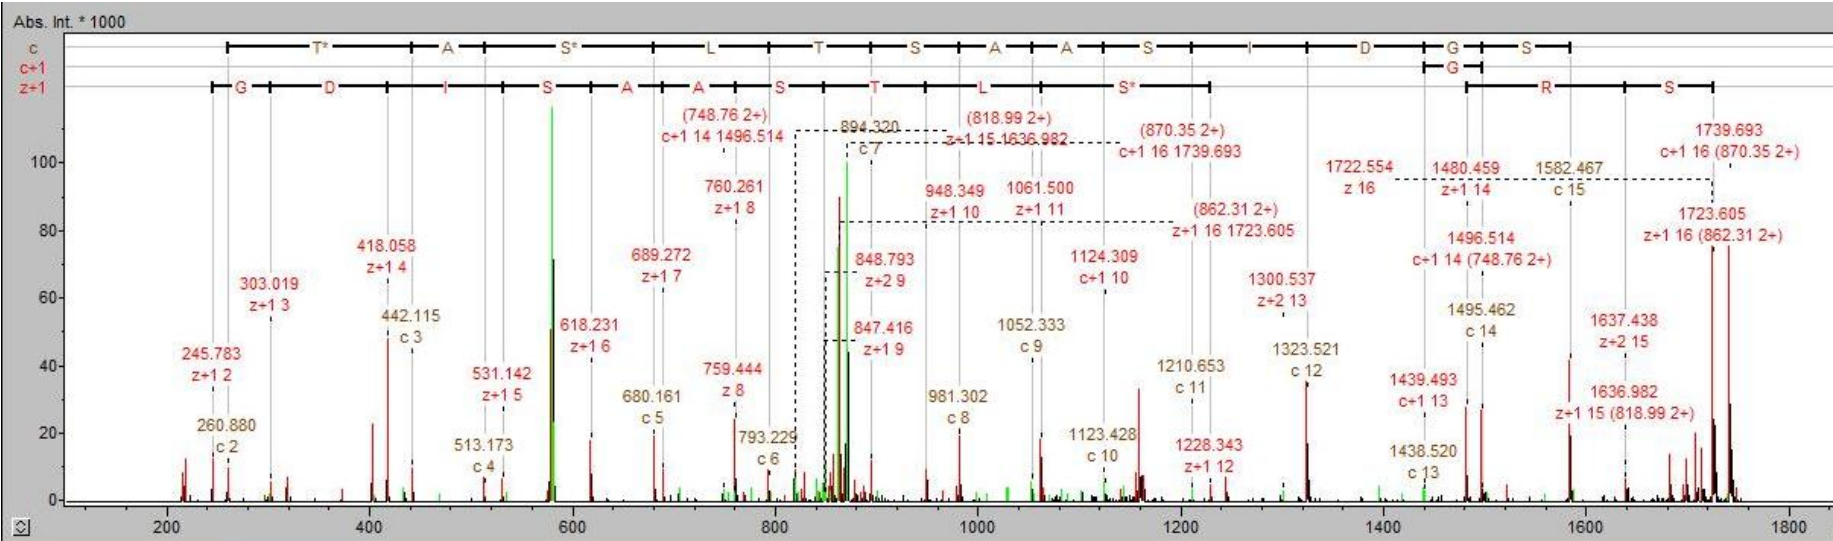 Abs. Int. * 1000
c T* A S* L T S A A S I D G S
c+1 G
z+1 G D I S A A S T L S* R S
(748.76 2+)
c+1 14 1496.514
894.320
c 7
(818.99 2+)
z+1 15 1636.982
(870.35 2+)
c+1 16 1739.693
1739.693
c+1 16 (870.35 2+)
1722.554
z 16
1480.459
z+1 14
1582.467
c 15
760.261
z+1 8
948.349
z+1 10
1061.500
z+1 11
(862.31 2+)
z+1 16 1723.605
1723.605
z+1 16 (862.31 2+)
418.058
z+1 4
689.272
z+1 7
848.793
z+2 9
1124.309
c+1 10
1496.514
c+1 14 (748.76 2+)
303.019
z+1 3
1300.537
z+2 13
442.115
c 3
618.231
z+1 6
847.416
z+1 9
1052.333
c 9
1495.462
c 14
1637.438
z+2 15
245.783
z+1 2
531.142
z+1 5
759.444
z 8
1210.653
c 11
1323.521
c 12
1439.493
c+1 13
1636.982
z+1 15 (818.99 2+)
260.880
c 2
680.161
c 5
981.302
c 8
513.173
c 4
793.229
c 6
1123.428
c 10
1228.343
z+1 12
1438.520
c 13
100
80
60
40
20
0
200 400 600 800 1000 1200 1400 1600 1800